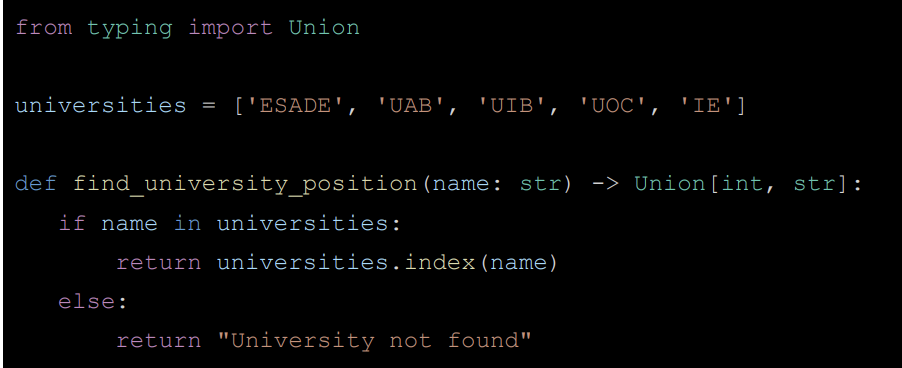 from typing import Union
universities = ['ESADE', 'UAB', 'UIB', 'UOC', 'IE']
def find_university_position(name: str) -> Union[int, str]:
   if name in universities:
       return universities.index(name)
   else:
       return "University not found"